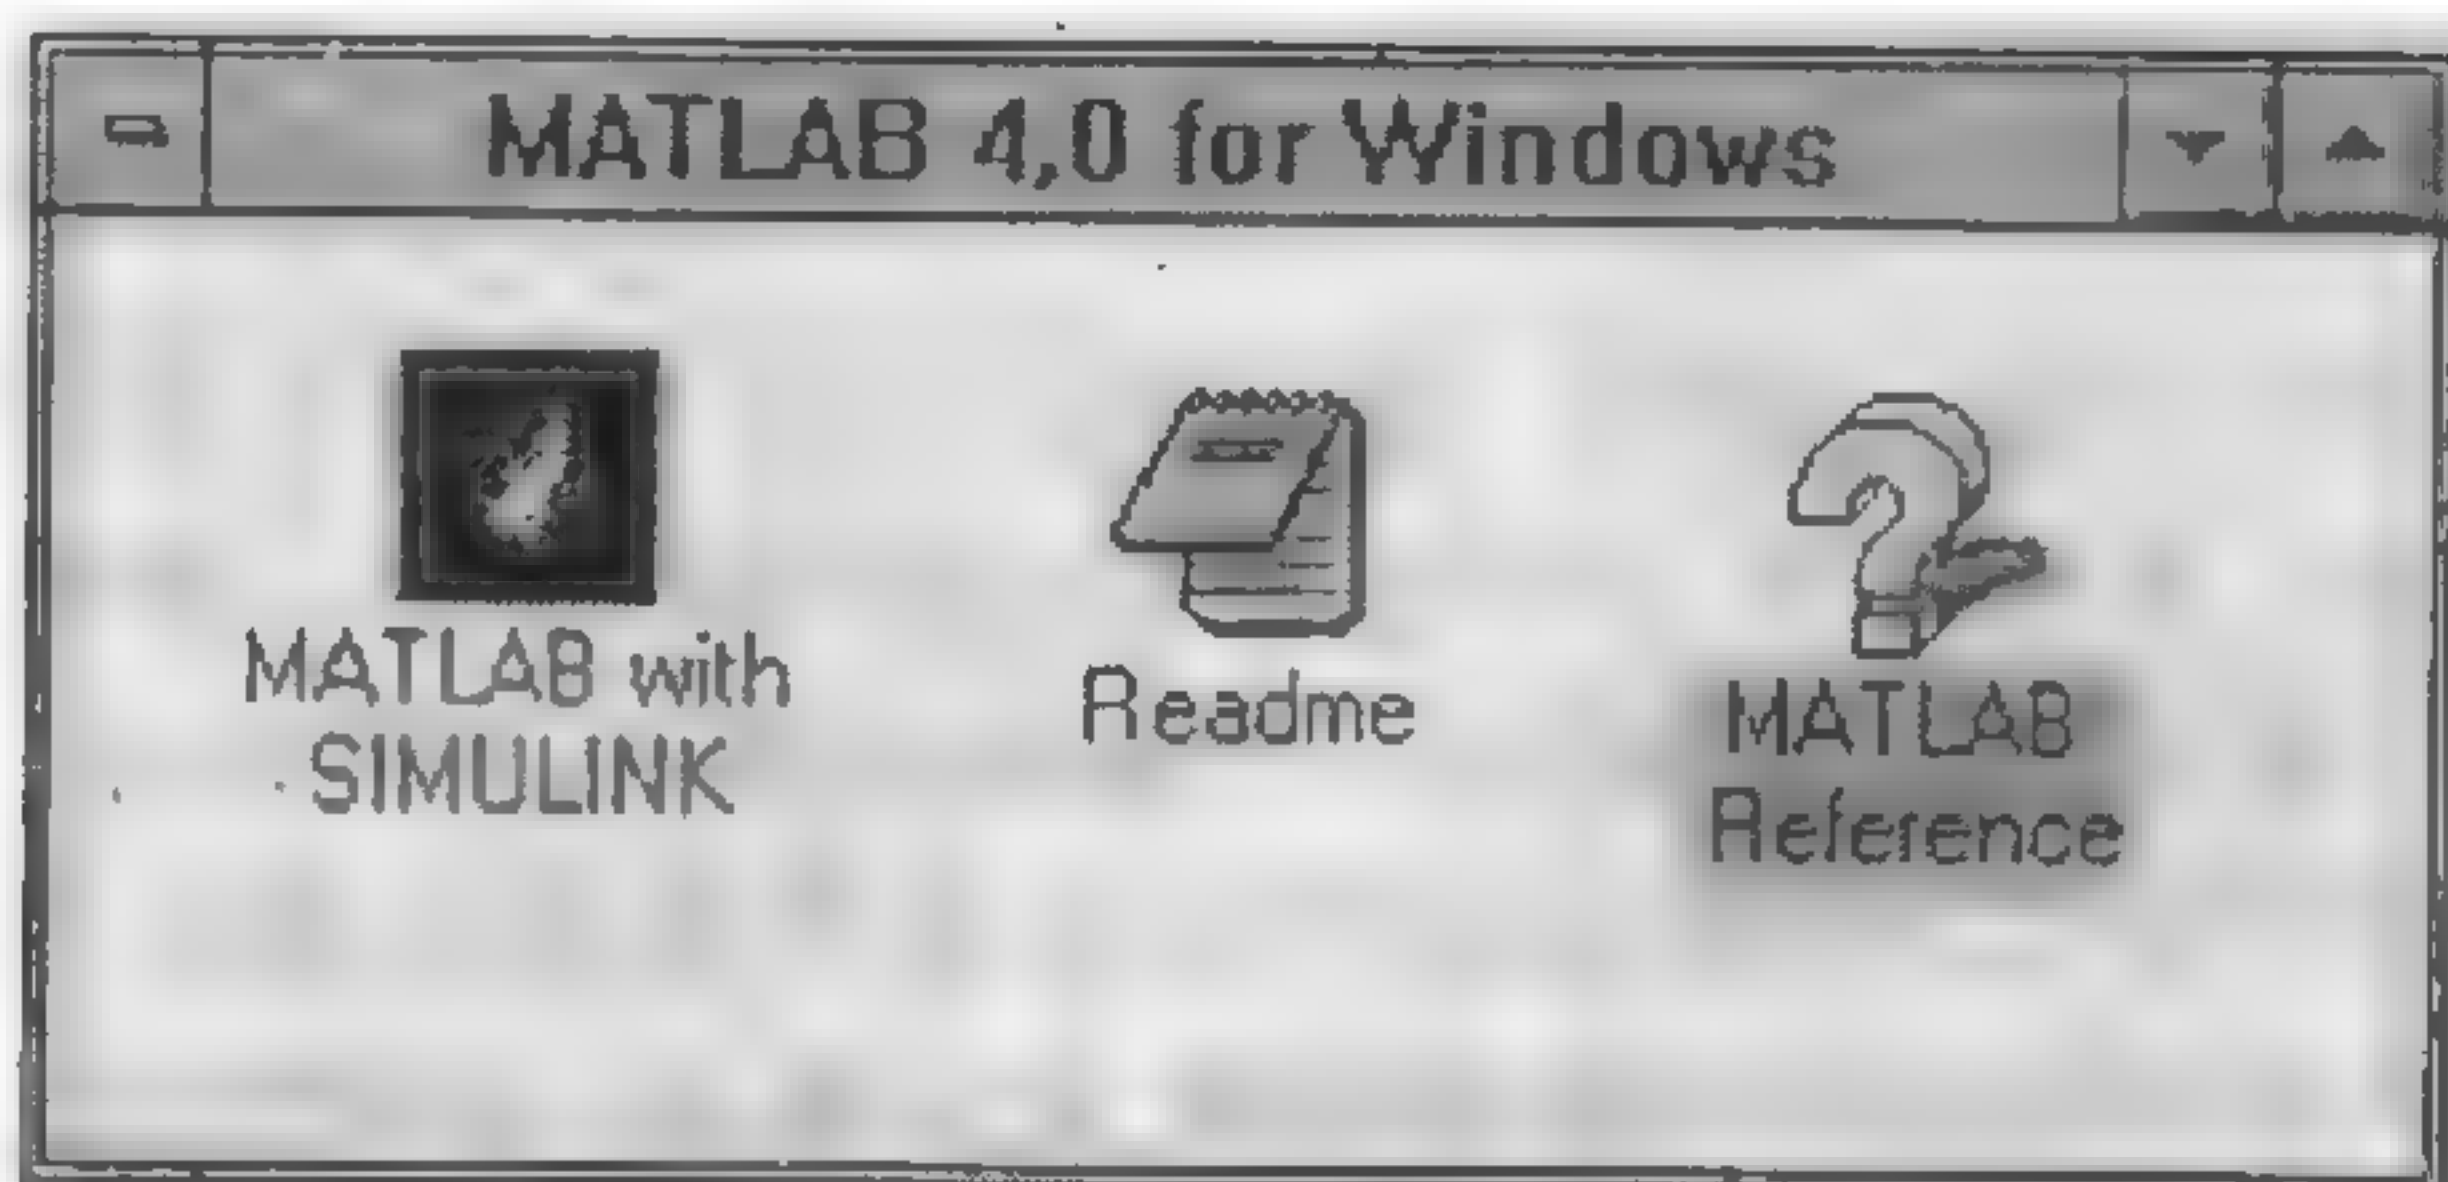 MATLAB 4,0 for Windows
MATLAB with
SIMULINK
Readme
MATLAB
Reference